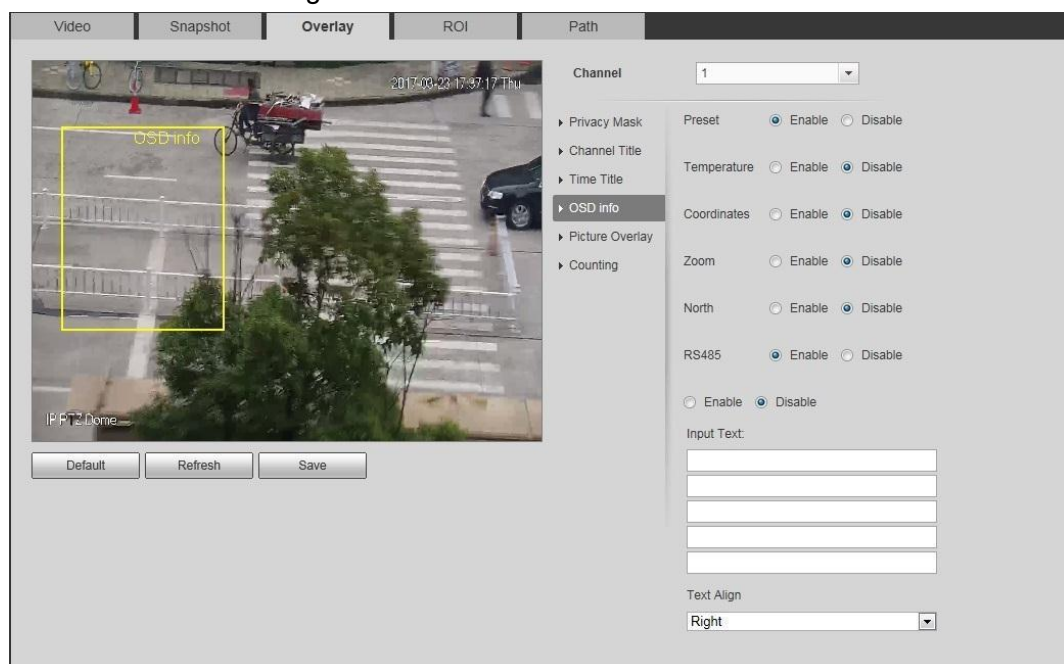 Video Snapshot Overlay ROI Path
2017-03-23 17:37:17 Thu
OSD info
IP PTZ Dome
Default Refresh Save
Channel 1
Privacy Mask
Channel Title
Time Title
OSD info
Picture Overlay
Counting
Preset Enable Disable
Temperature Enable Disable
Coordinates Enable Disable
Zoom Enable Disable
North Enable Disable
RS485 Enable Disable
Enable Disable
Input Text:
Text Align
Right